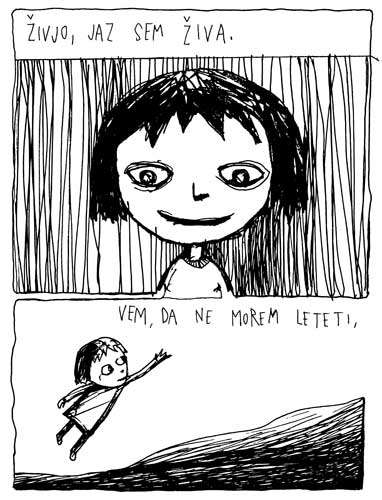 ŽIVJO, JAZ SEM ŽIVA.
VEM, DA NE MOREM LETETI,